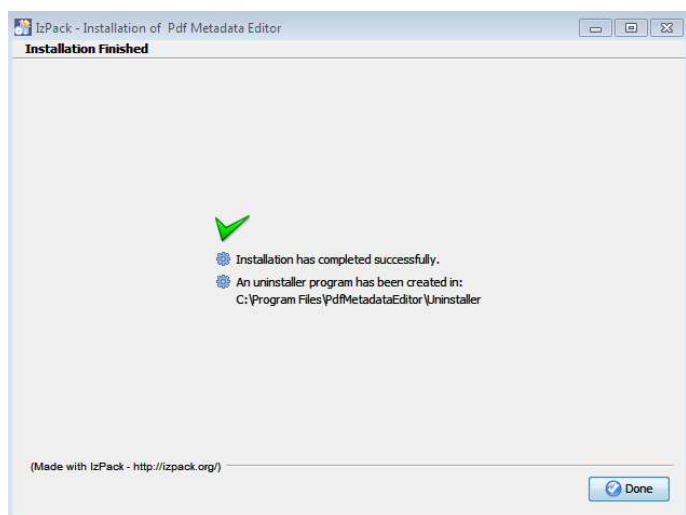 IzPack - Installation of Pdf Metadata Editor
Installation Finished
Installation has completed successfully.
An uninstaller program has been created in:
C:\Program Files\PdfMetadataEditor\Uninstaller
(Made with IzPack - http://izpack.org/)
Done